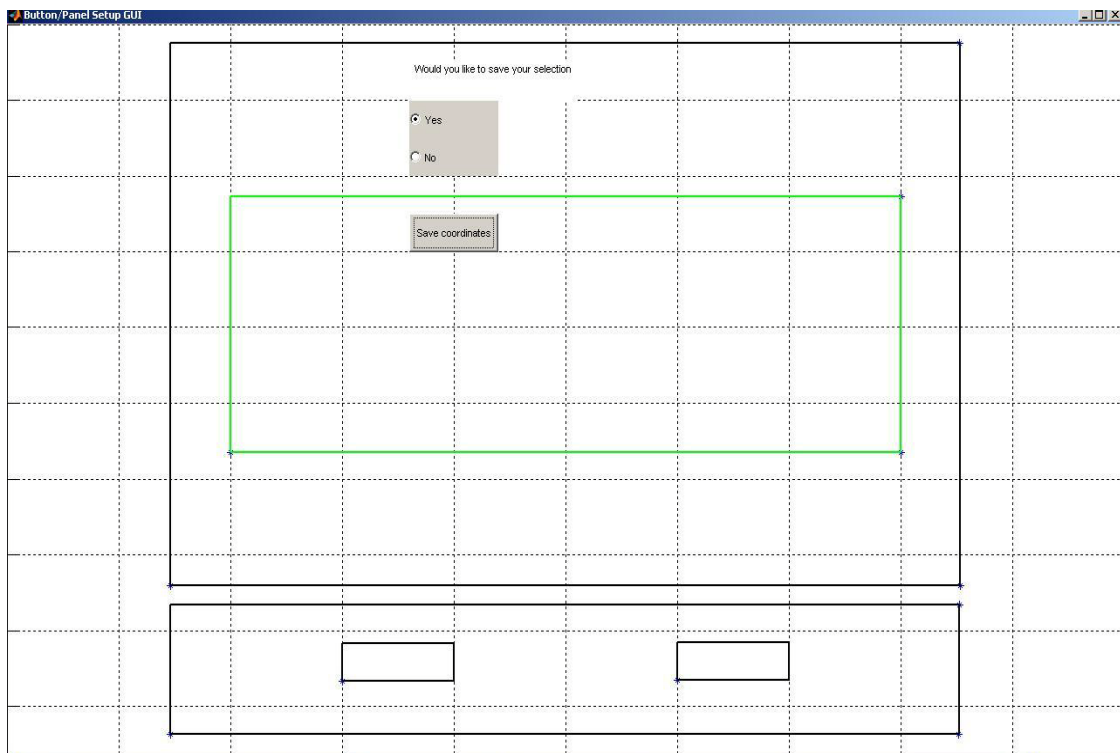 Button/Panel Setup GUI
Would you like to save your selection
Yes
No
Save coordinates